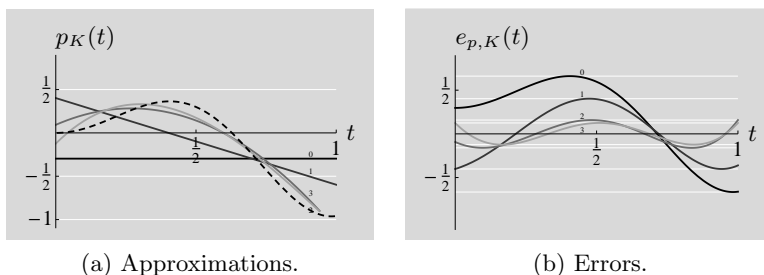 p_K(t)
1/2
t
1/2
1
0
1
−1/2
3
−1
(a) Approximations.
e_{p,K}(t)
0
1/2
1
2
t
3
1/2
1
−1/2
(b) Errors.